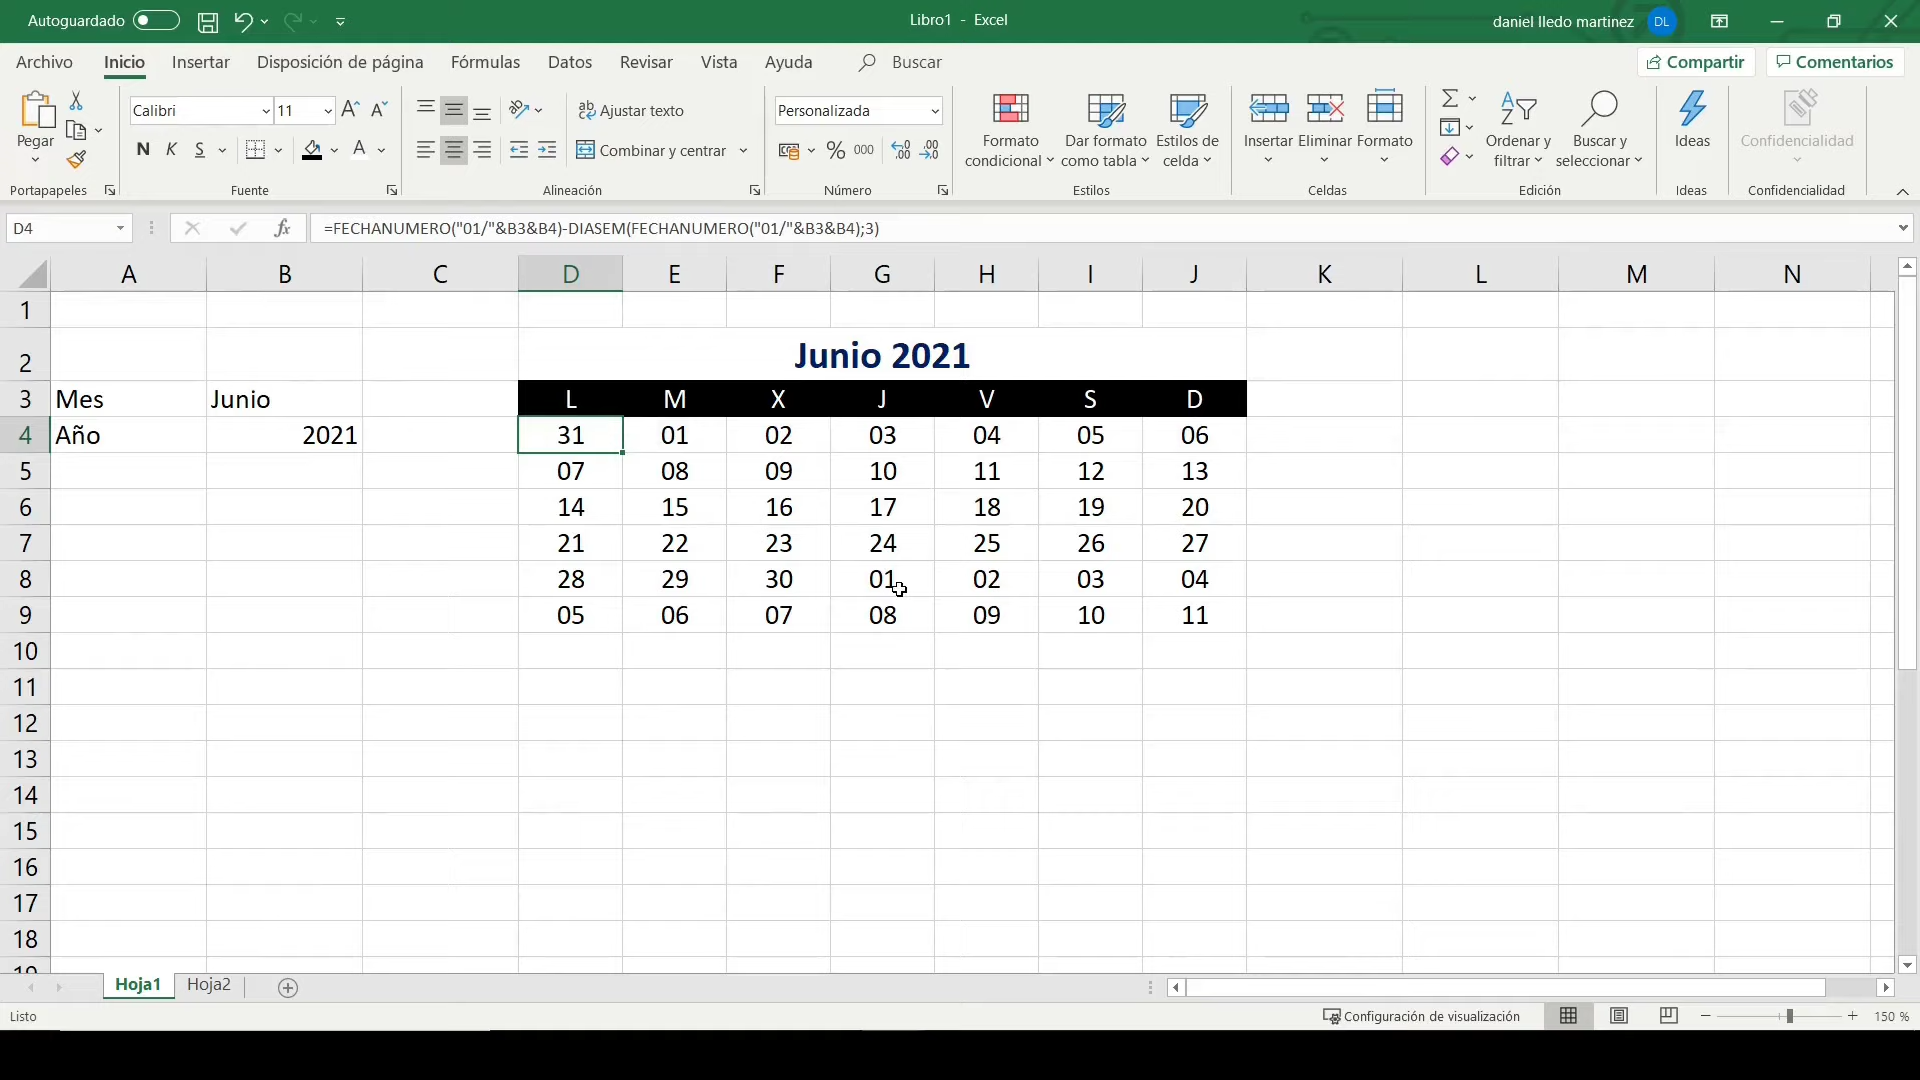 Autoguardado
Libro1 - Excel
daniel lledo martinez DL
Archivo Inicio Insertar Disposición de página Fórmulas Datos Revisar Vista Ayuda Buscar Compartir Comentarios
Pegar
Portapapeles
Calibri 11
N K S A
Fuente
Ajustar texto
Combinar y centrar
Alineación
Personalizada
% 000
Número
Formato condicional
Dar formato como tabla
Estilos de celda
Estilos
Insertar Eliminar Formato
Celdas
Ordenar y filtrar
Buscar y seleccionar
Edición
Ideas
Ideas
Confidencialidad
Confidencialidad
D4 fx =FECHANUMERO("01/"&B3&B4)-DIASEM(FECHANUMERO("01/"&B3&B4);3)
A B C D E F G H I J K L M N
1
2 Junio 2021
3 Mes Junio L M X J V S D
4 Año 2021 31 01 02 03 04 05 06
5 07 08 09 10 11 12 13
6 14 15 16 17 18 19 20
7 21 22 23 24 25 26 27
8 28 29 30 01 02 03 04
9 05 06 07 08 09 10 11
10
11
12
13
14
15
16
17
18
19
Hoja1 Hoja2
Listo Configuración de visualización 150 %